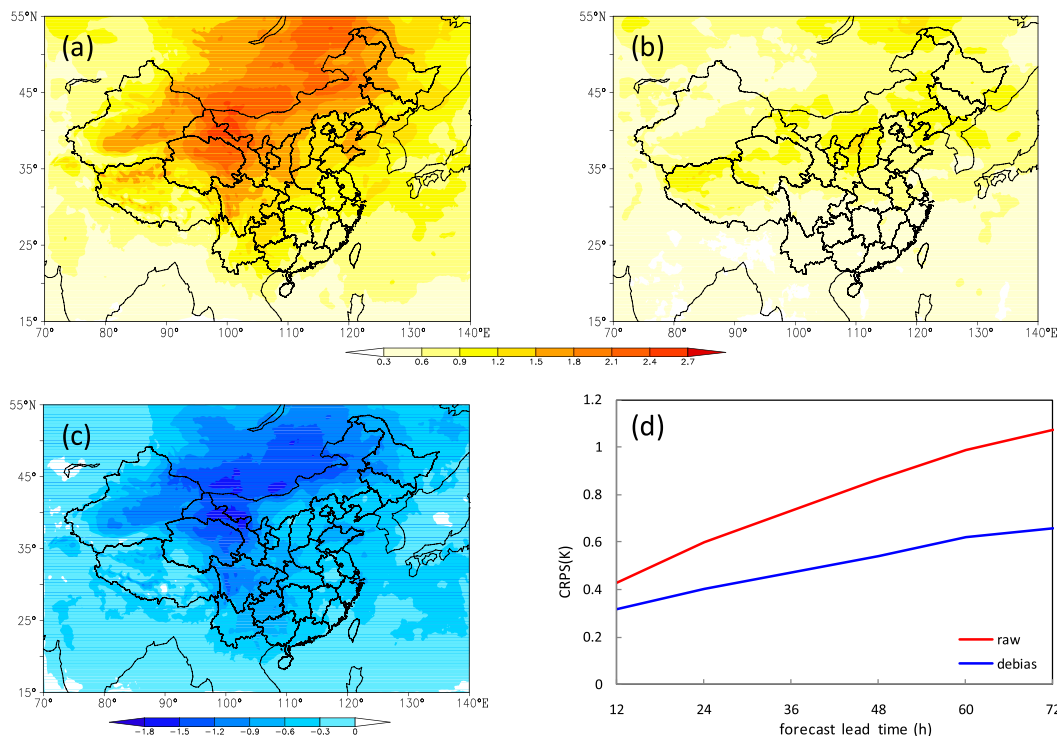 55°N
(a)
45°
35°
25°
15°
70° 80° 90° 100° 110° 120° 130° 140°E
55°N
(b)
45°
35°
25°
15°
70° 80° 90° 100° 110° 120° 130° 140°E
0.3 0.6 0.9 1.2 1.5 1.8 2.1 2.4 2.7
55°N
(c)
45°
35°
25°
15°
70° 80° 90° 100° 110° 120° 130° 140°E
-1.8 -1.5 -1.2 -0.9 -0.6 -0.3 0
(d)
CRPS(K)
1.2
1
0.8
0.6
0.4
0.2
0
raw
debias
12 24 36 48 60 72
forecast lead time (h)